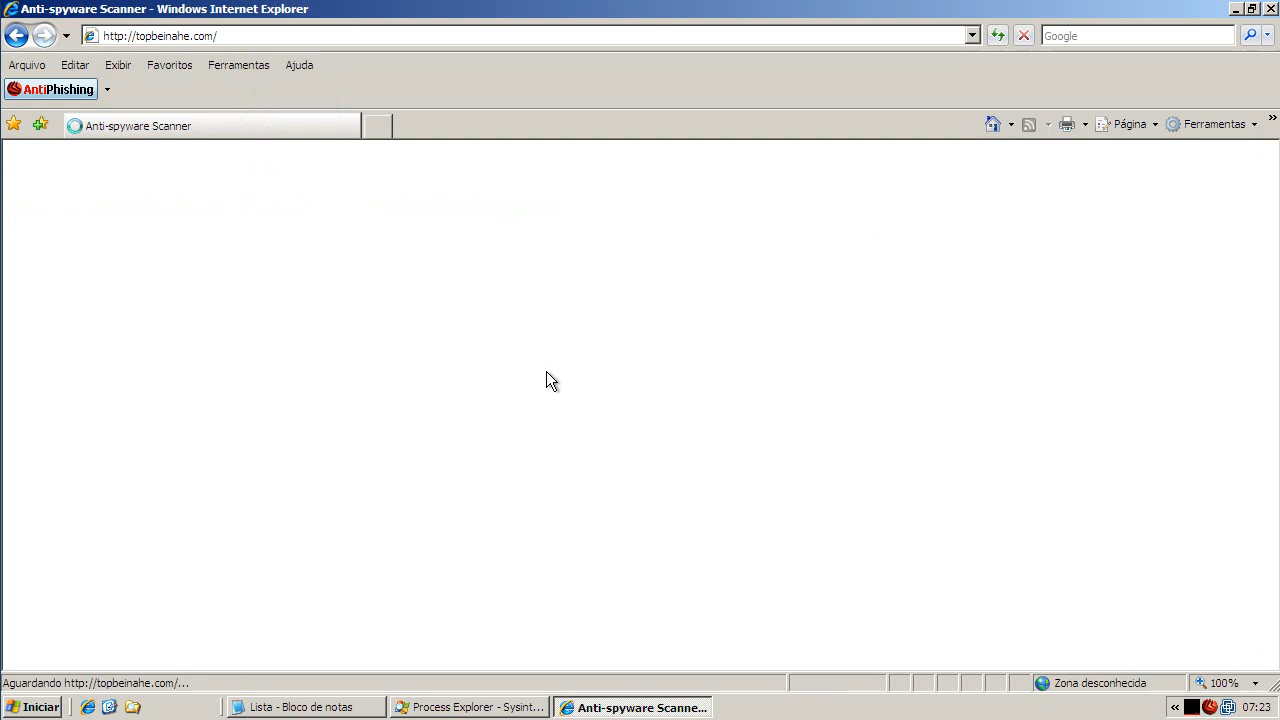 Anti-spyware Scanner - Windows Internet Explorer
http://topbeinahe.com/
Google
Arquivo Editar Exibir Favoritos Ferramentas Ajuda
AntiPhishing
Anti-spyware Scanner
Página Ferramentas »
Aguardando http://topbeinahe.com/...
Zona desconhecida
100%
Iniciar
Lista - Bloco de notas
Process Explorer - Sysint...
Anti-spyware Scanne...
«
07:23